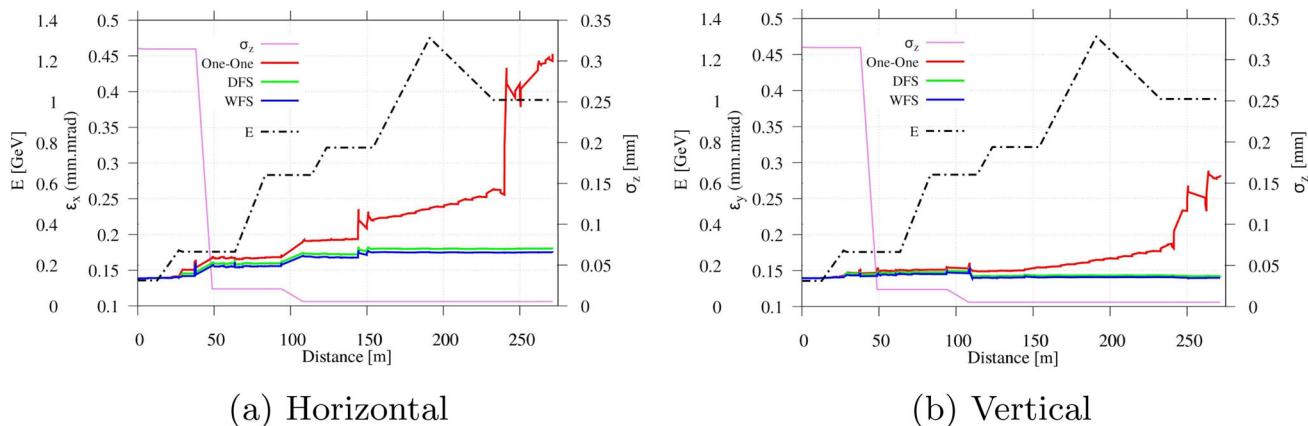 1.4 0.5 0.35
1.2 0.45 0.3
1 0.4 0.25
0.8 0.35 0.2
0.6 0.3 0.15
0.4 0.25 0.1
0.2 0.2 0.05
0 0.15 0
0.1
E [GeV]
εx (mm.mrad)
σz [mm]
σz
One-One
DFS
WFS
E
0 50 100 150 200 250
Distance [m]
(a) Horizontal
1.4 0.5 0.35
1.2 0.45 0.3
1 0.4 0.25
0.8 0.35 0.2
0.6 0.3 0.15
0.4 0.25 0.1
0.2 0.2 0.05
0 0.15 0
0.1
E [GeV]
εy (mm.mrad)
σz [mm]
σz
One-One
DFS
WFS
E
0 50 100 150 200 250
Distance [m]
(b) Vertical